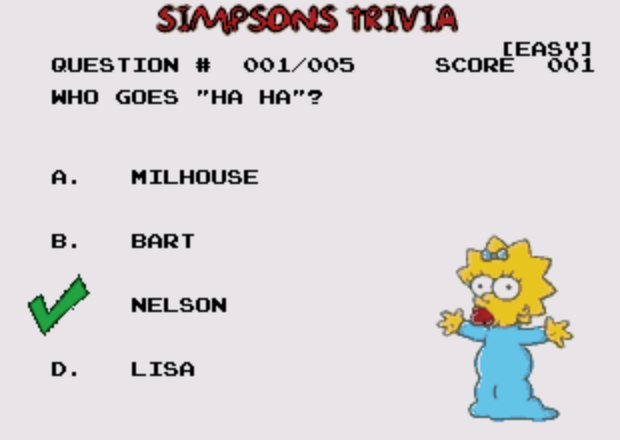 SIMPSONS TRIVIA
[EASY]
QUESTION # 001/005 SCORE 001
WHO GOES "HA HA"?
A. MILHOUSE
B. BART
NELSON
D. LISA